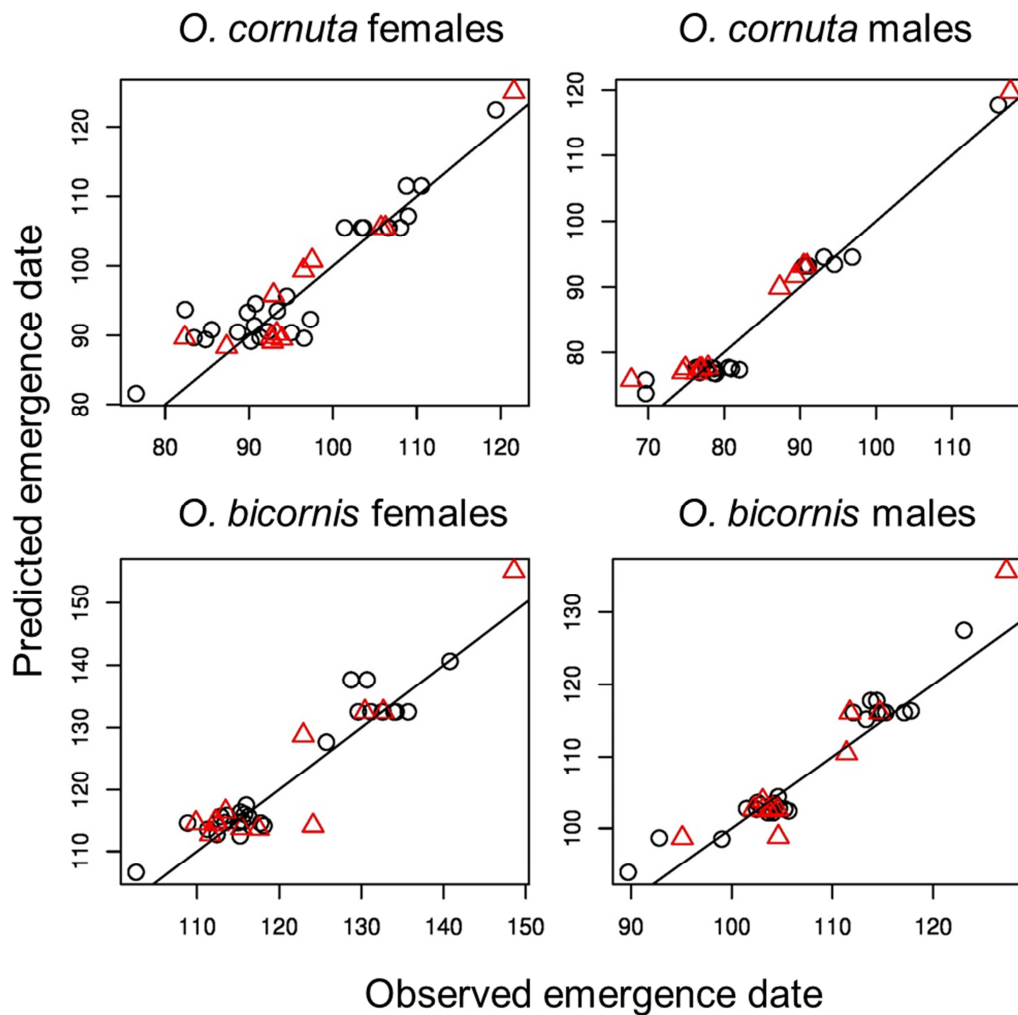 O. cornuta females
O. cornuta males
Predicted emergence date
80 90 100 110 120
80 90 100 110 120
80 90 100 110 120
70 80 90 100 110
O. bicornis females
O. bicornis males
110 120 130 140 150
110 120 130 140 150
100 110 120 130
90 100 110 120
Observed emergence date